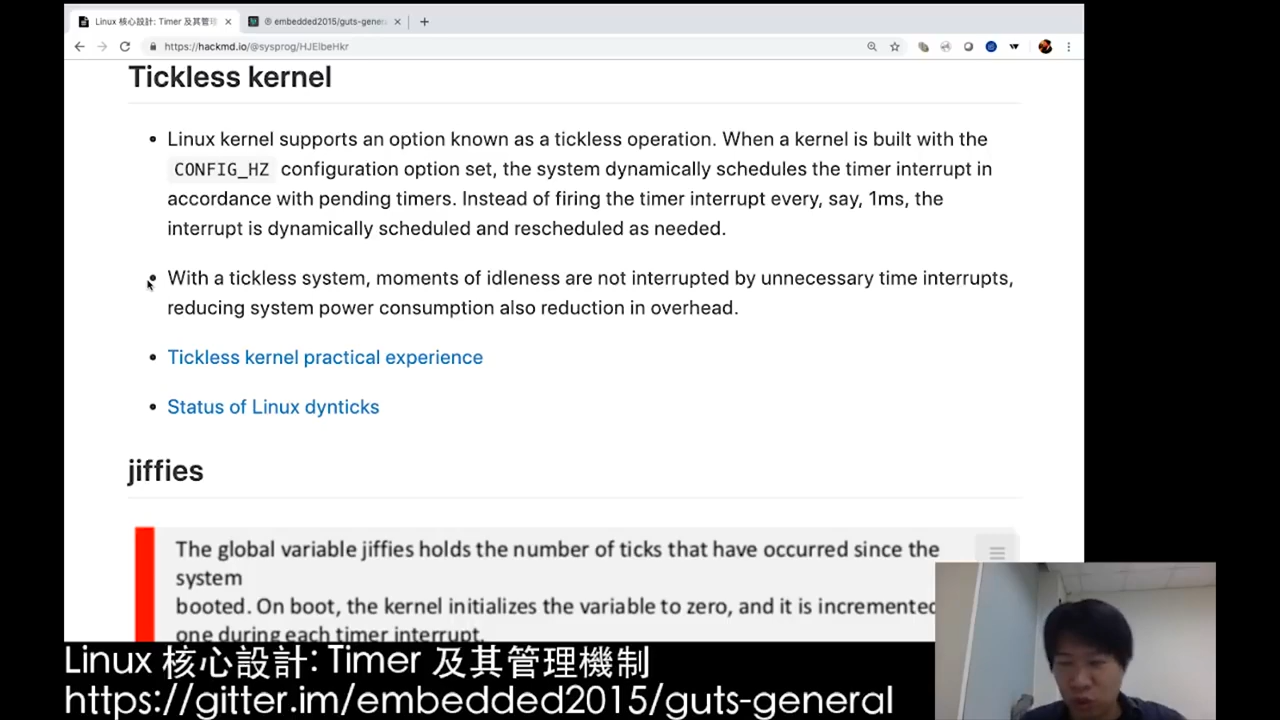 Linux 核心設計: Timer 及其管理
embedded2015/guts-gener
https://hackmd.io/@sysprog/HJElbeHkr
Tickless kernel
Linux kernel supports an option known as a tickless operation. When a kernel is built with the
CONFIG_HZ configuration option set, the system dynamically schedules the timer interrupt in
accordance with pending timers. Instead of firing the timer interrupt every, say, 1ms, the
interrupt is dynamically scheduled and rescheduled as needed.
With a tickless system, moments of idleness are not interrupted by unnecessary time interrupts,
reducing system power consumption also reduction in overhead.
Tickless kernel practical experience
Status of Linux dynticks
jiffies
The global variable jiffies holds the number of ticks that have occurred since the
system
booted. On boot, the kernel initializes the variable to zero, and it is incremented
one during each timer interrupt.
Linux 核心設計: Timer 及其管理機制
https://gitter.im/embedded2015/guts-general